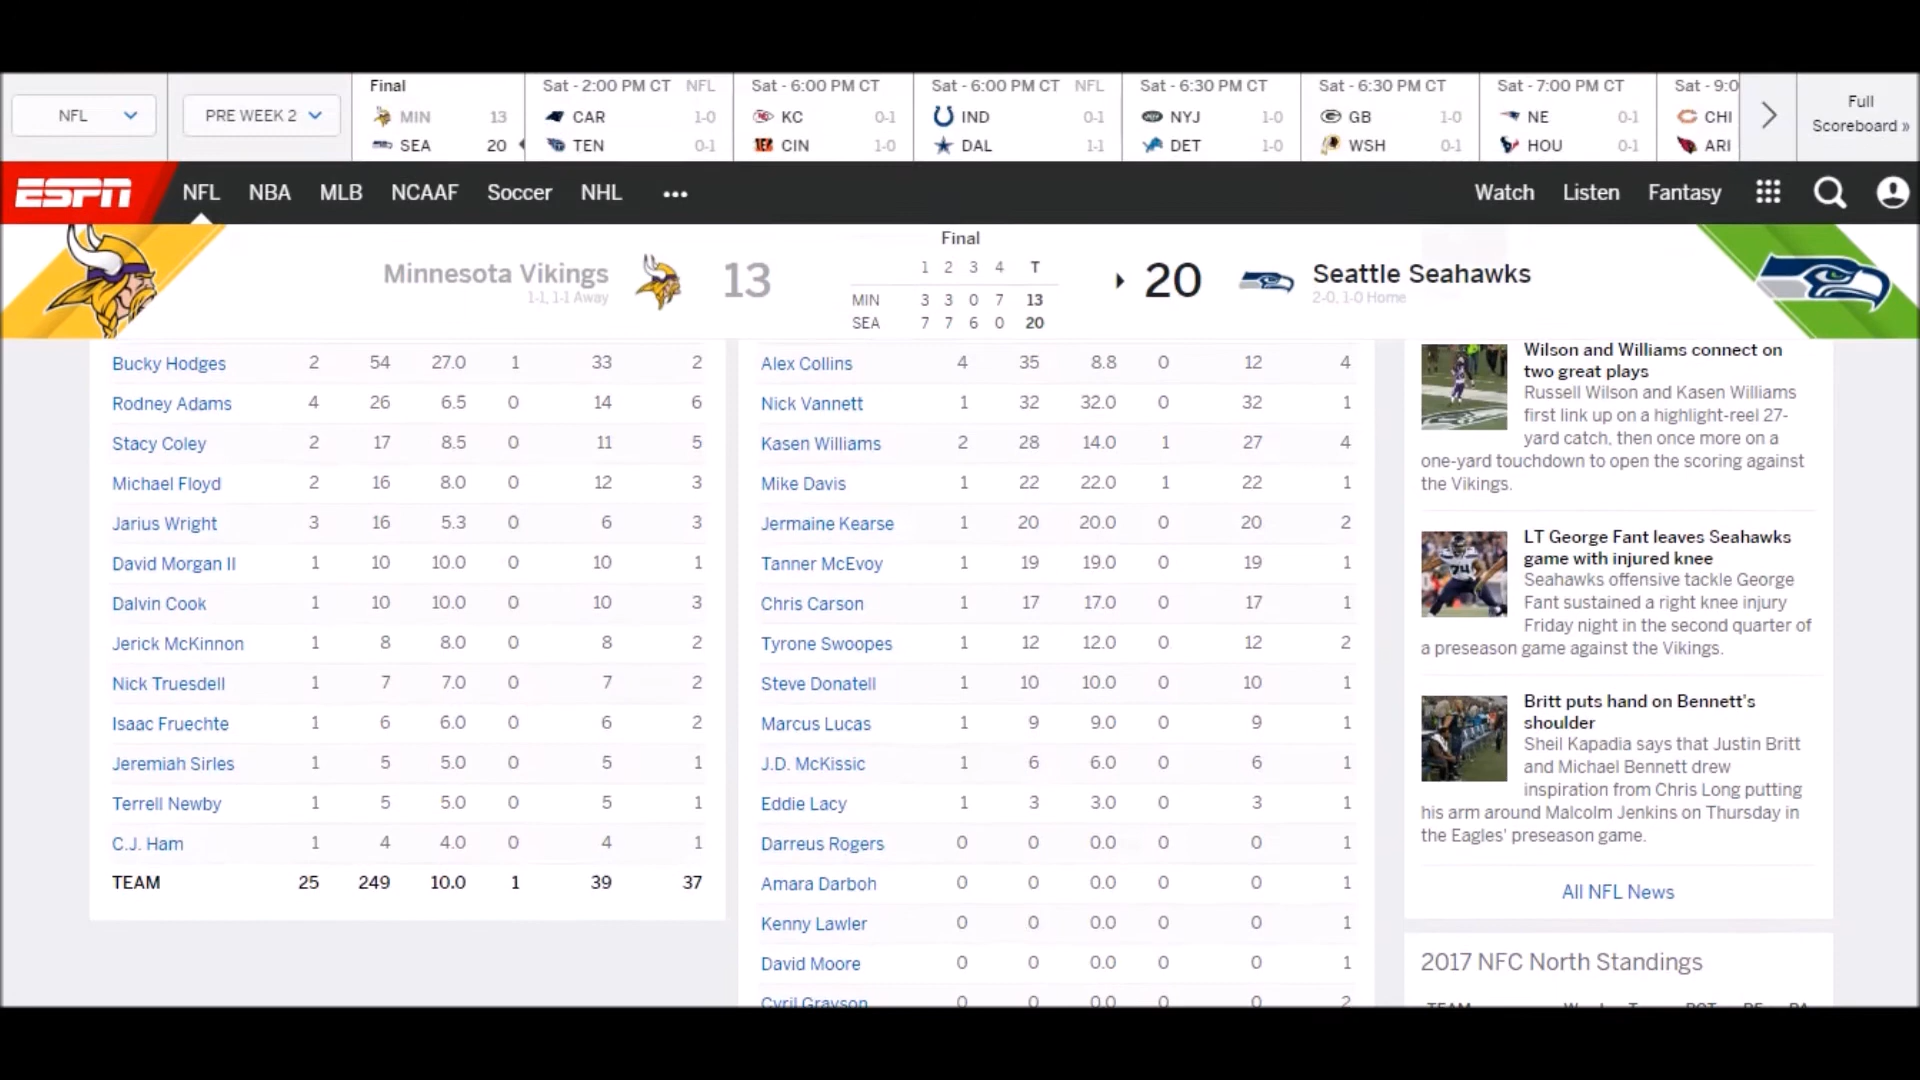 NFL
PRE WEEK 2
Final
MIN 13
SEA 20
Sat - 2:00 PM CT NFL
CAR 1-0
TEN 0-1
Sat - 6:00 PM CT
KC 0-1
CIN 1-0
Sat - 6:00 PM CT NFL
IND 0-1
DAL 1-1
Sat - 6:30 PM CT
NYJ 1-0
DET 1-0
Sat - 6:30 PM CT
GB 1-0
WSH 0-1
Sat - 7:00 PM CT
NE 0-1
HOU 0-1
Sat - 9:0
CHI
ARI
Full
Scoreboard »
ESPN NFL NBA MLB NCAAF Soccer NHL ••• Watch Listen Fantasy
Minnesota Vikings 13
1-1, 1-1 Away
Final
1 2 3 4 T
MIN 3 3 0 7 13
SEA 7 7 6 0 20
20 Seattle Seahawks
2-0, 1-0 Home
Bucky Hodges 2 54 27.0 1 33 2
Rodney Adams 4 26 6.5 0 14 6
Stacy Coley 2 17 8.5 0 11 5
Michael Floyd 2 16 8.0 0 12 3
Jarius Wright 3 16 5.3 0 6 3
David Morgan II 1 10 10.0 0 10 1
Dalvin Cook 1 10 10.0 0 10 3
Jerick McKinnon 1 8 8.0 0 8 2
Nick Truesdell 1 7 7.0 0 7 2
Isaac Fruechte 1 6 6.0 0 6 2
Jeremiah Sirles 1 5 5.0 0 5 1
Terrell Newby 1 5 5.0 0 5 1
C.J. Ham 1 4 4.0 0 4 1
TEAM 25 249 10.0 1 39 37
Alex Collins 4 35 8.8 0 12 4
Nick Vannett 1 32 32.0 0 32 1
Kasen Williams 2 28 14.0 1 27 4
Mike Davis 1 22 22.0 1 22 1
Jermaine Kearse 1 20 20.0 0 20 2
Tanner McEvoy 1 19 19.0 0 19 1
Chris Carson 1 17 17.0 0 17 1
Tyrone Swoopes 1 12 12.0 0 12 2
Steve Donatell 1 10 10.0 0 10 1
Marcus Lucas 1 9 9.0 0 9 1
J.D. McKissic 1 6 6.0 0 6 1
Eddie Lacy 1 3 3.0 0 3 1
Darreus Rogers 0 0 0.0 0 0 1
Amara Darboh 0 0 0.0 0 0 1
Kenny Lawler 0 0 0.0 0 0 1
David Moore 0 0 0.0 0 0 1
Cyril Grayson 0 0 0.0 0 0 2
Wilson and Williams connect on
two great plays
Russell Wilson and Kasen Williams
first link up on a highlight-reel 27-
yard catch, then once more on a
one-yard touchdown to open the scoring against
the Vikings.
LT George Fant leaves Seahawks
game with injured knee
Seahawks offensive tackle George
Fant sustained a right knee injury
Friday night in the second quarter of
a preseason game against the Vikings.
Britt puts hand on Bennett's
shoulder
Sheil Kapadia says that Justin Britt
and Michael Bennett drew
inspiration from Chris Long putting
his arm around Malcolm Jenkins on Thursday in
the Eagles' preseason game.
All NFL News
2017 NFC North Standings